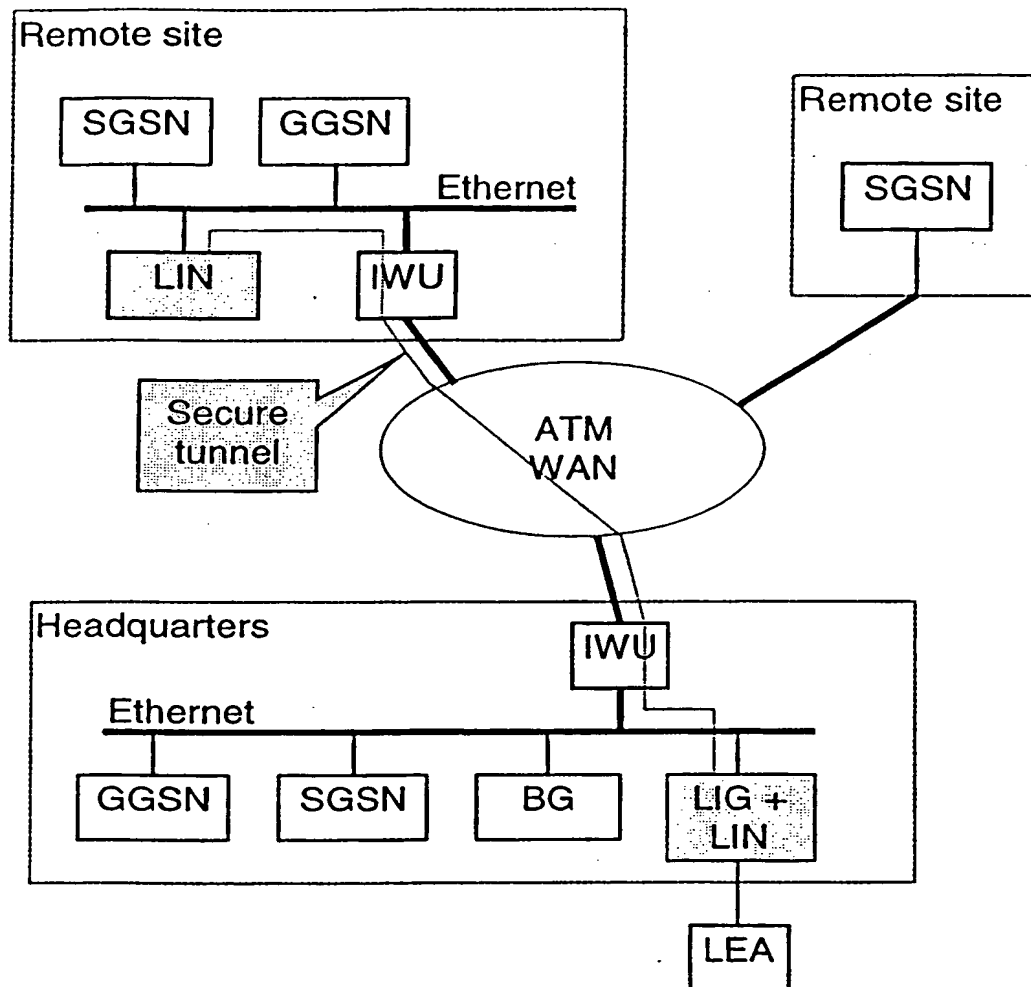 Remote site
SGSN
GGSN
Ethernet
LIN
IWU
Remote site
SGSN
Secure
tunnel
ATM
WAN
Headquarters
IWU
Ethernet
GGSN
SGSN
BG
LIG +
LIN
LEA